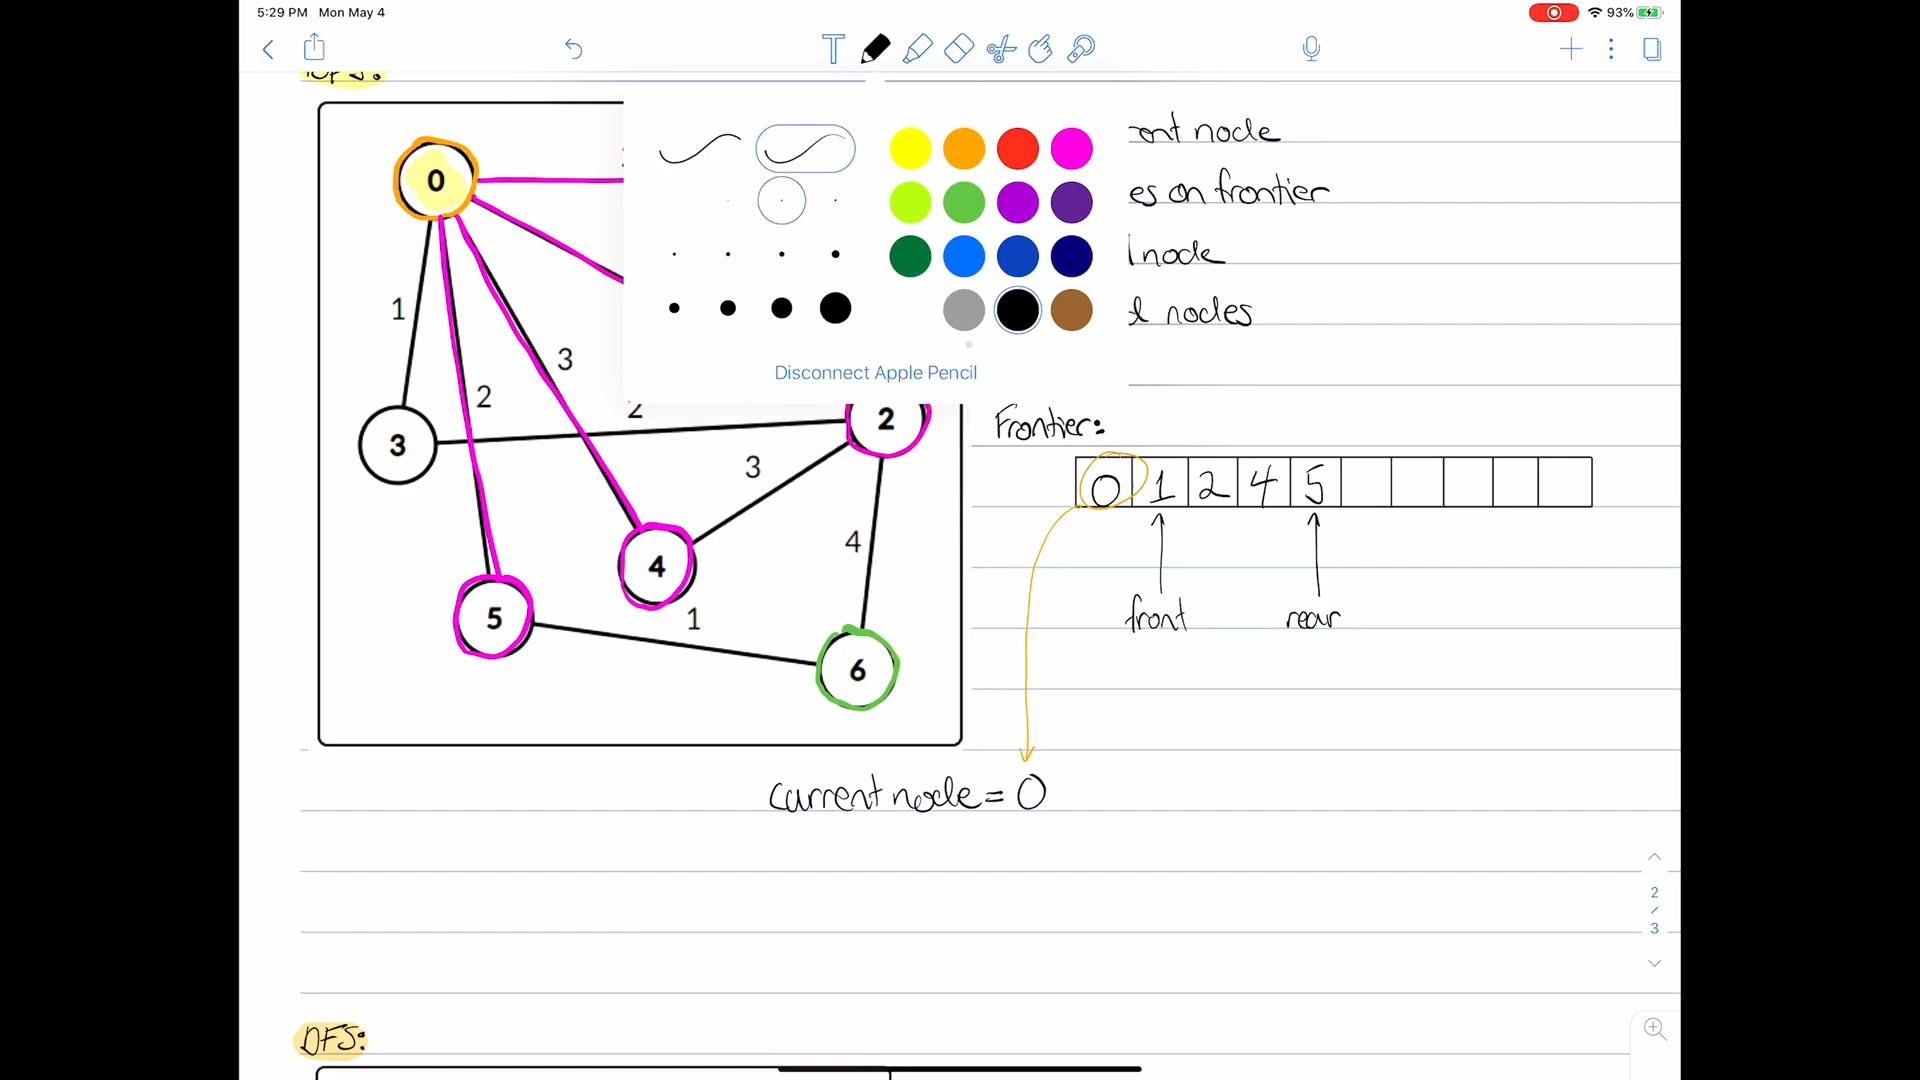 5:29 PM Mon May 4
93%
ont node
es on frontier
node
nodes
Disconnect Apple Pencil
0
1
3
2
2
3
2
3
4
4
5
1
6
Frontier:
0 1 2 4 5
front rear
current node = 0
2
/
3
DFS: